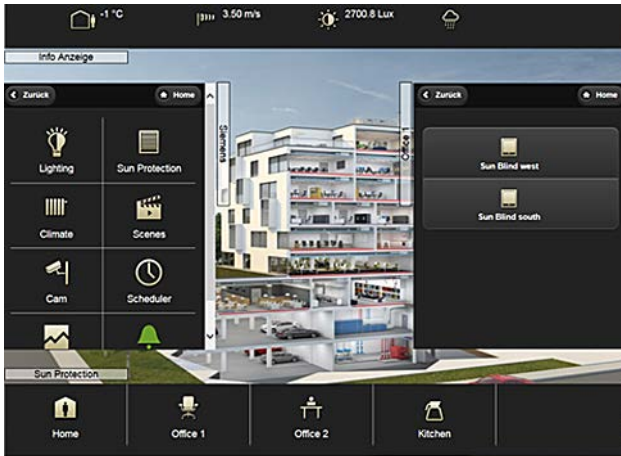 -1 °C
3.50 m/s
2700.8 Lux
Info Anzeige
Zurück
Home
Siemens
Office 1
Zurück
Home
Lighting
Sun Protection
Climate
Scenes
Cam
Scheduler
Sun Blind west
Sun Blind south
Sun Protection
Home
Office 1
Office 2
Kitchen